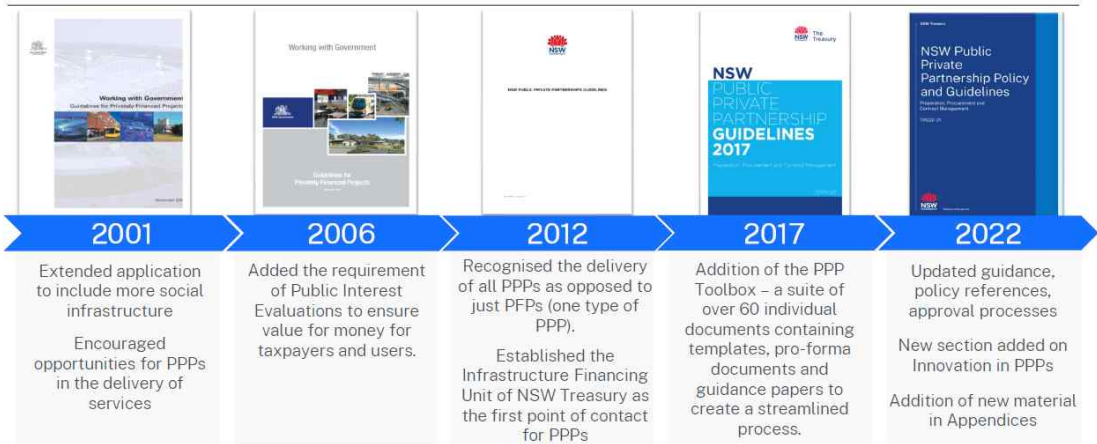 Working with Government
Guidelines for Privately Financed Projects
Working with Government
Guidelines for
Privately Financed Projects
NSW
NSW PUBLIC PRIVATE PARTNERSHIPS GUIDELINES
NSW
The
Treasury
NSW
PUBLIC
PRIVATE
PARTNERSHIP
GUIDELINES
2017
Preparation, Procurement and Contract Management
NSW Treasury
NSW Public
Private
Partnership Policy
and Guidelines
Preparation, Procurement and
Contract Management
NSW
2001
2006
2012
2017
2022
Extended application
to include more social
infrastructure
Encouraged
opportunities for PPPs
in the delivery of
services
Added the requirement
of Public Interest
Evaluations to ensure
value for money for
taxpayers and users.
Recognised the delivery
of all PPPs as opposed to
just PFPs (one type of
PPP).
Established the
Infrastructure Financing
Unit of NSW Treasury as
the first point of contact
for PPPs
Addition of the PPP
Toolbox – a suite of
over 60 individual
documents containing
templates, pro-forma
documents and
guidance papers to
create a streamlined
process.
Updated guidance,
policy references,
approval processes
New section added on
Innovation in PPPs
Addition of new material
in Appendices